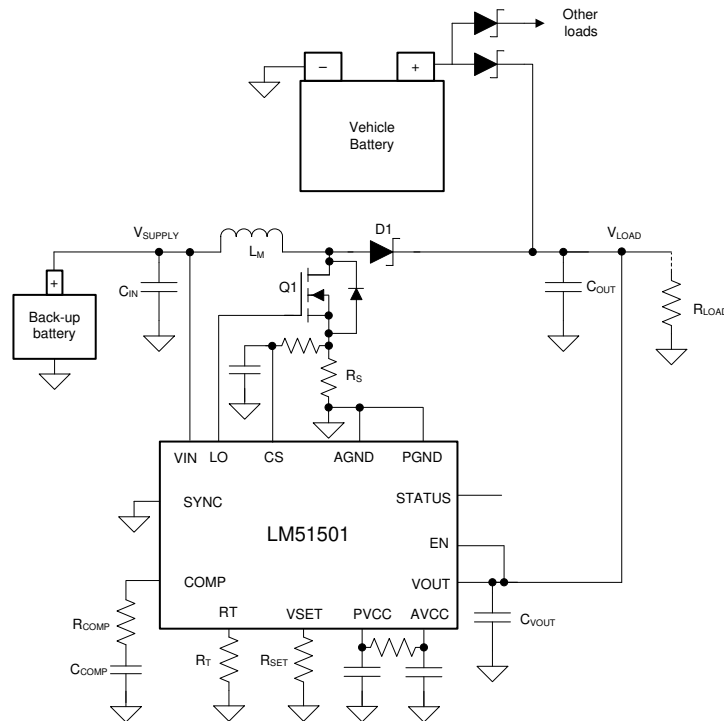 Other
loads
−
+
Vehicle
Battery
VSUPPLY
LM
D1
VLOAD
+
CIN
Q1
COUT
RLOAD
Back-up
battery
RS
VIN
LO
CS
AGND
PGND
SYNC
STATUS
LM51501
EN
COMP
VOUT
RT
VSET
PVCC
AVCC
RCOMP
CVOUT
CCOMP
RT
RSET